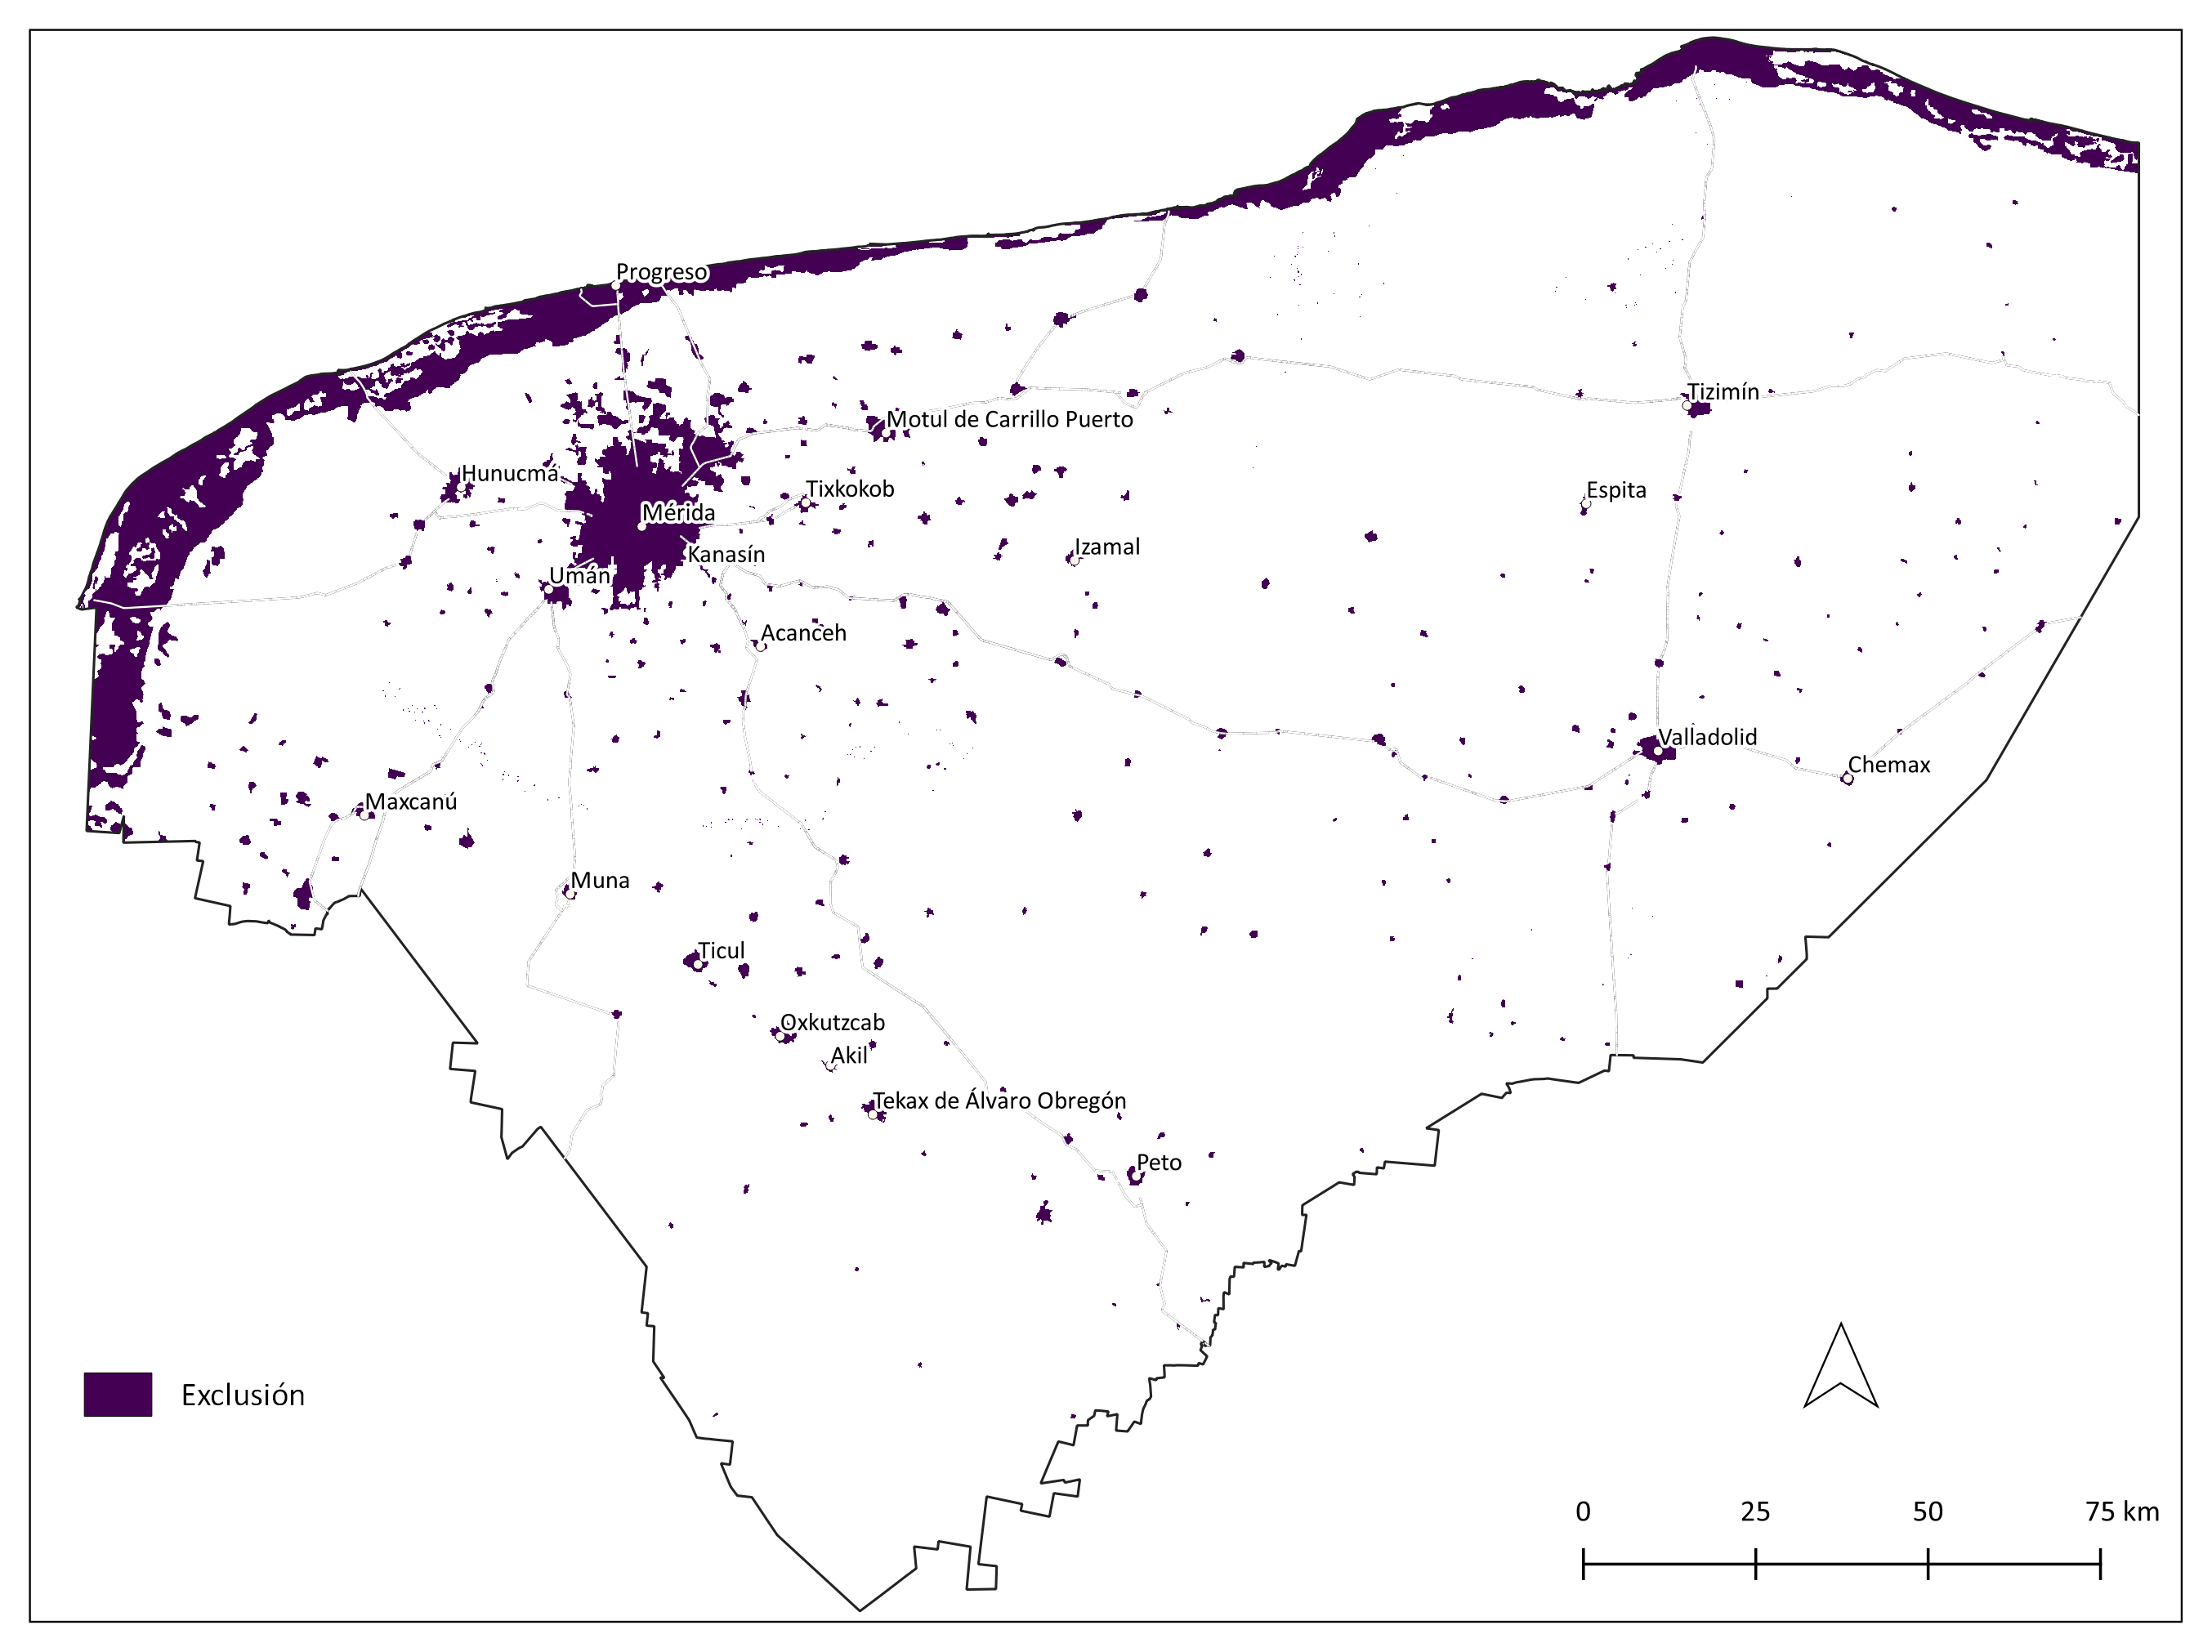 Progreso
Tizimín
Motul de Carrillo Puerto
Hunucmá
Tixkokob
Espita
Mérida
Izamal
Kanasín
Umán
Acanceh
Valladolid
Chemax
Maxcanú
Muna
Ticul
Oxkutzcab
Akil
Tekax de Álvaro Obregón
Peto
Exclusión
0 25 50 75 km